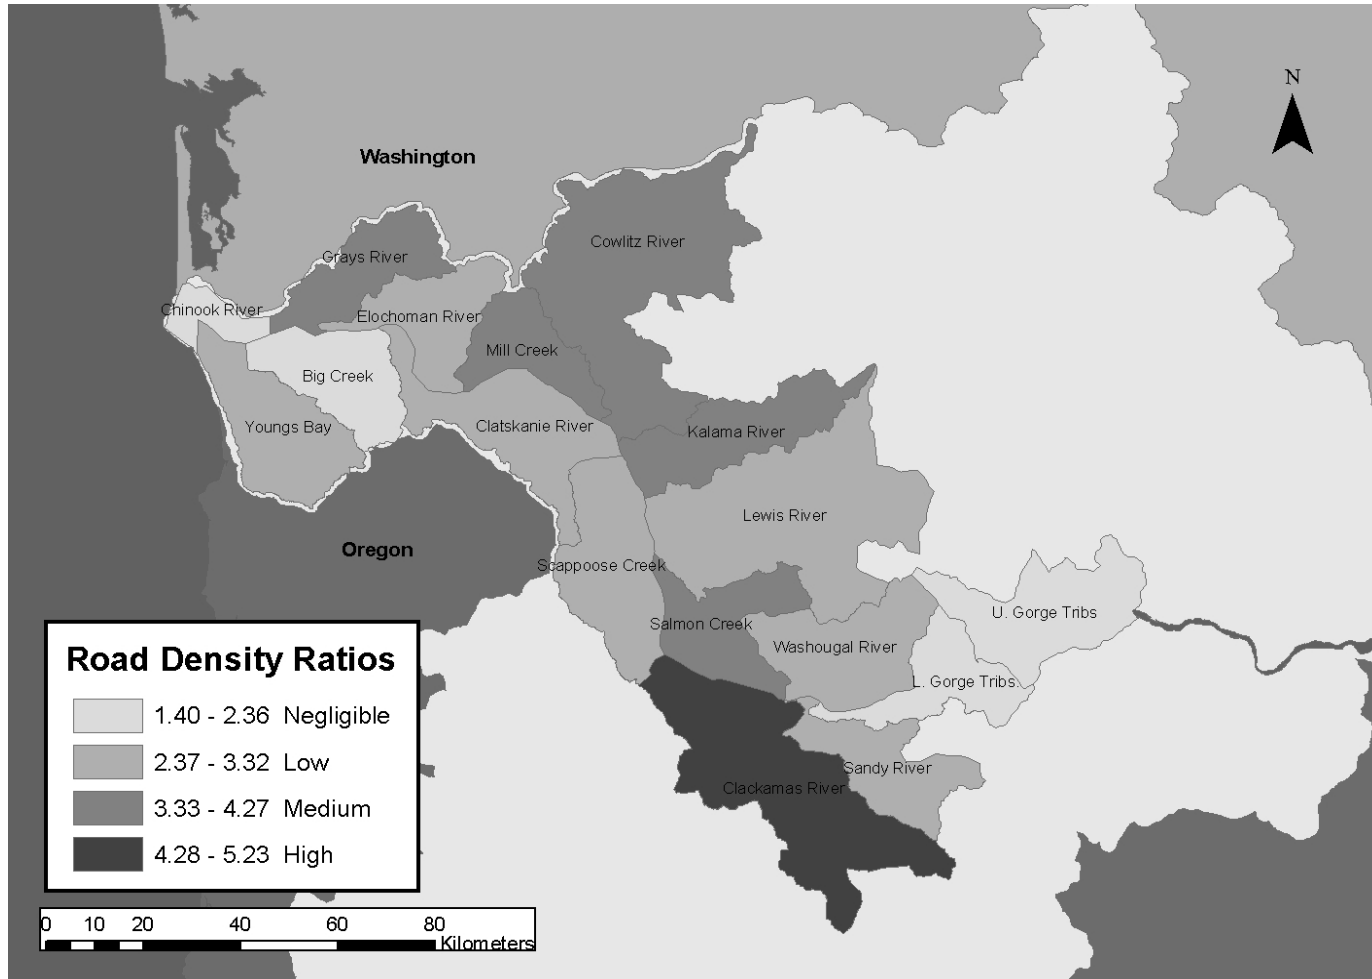 N
Washington
Cowlitz River
Grays River
Chinook River
Elochoman River
Mill Creek
Big Creek
Youngs Bay
Clatskanie River
Kalama River
Lewis River
Oregon
Scappoose Creek
U. Gorge Tribs
Salmon Creek
Washougal River
L. Gorge Tribs.
Sandy River
Clackamas River
Road Density Ratios
1.40 - 2.36 Negligible
2.37 - 3.32 Low
3.33 - 4.27 Medium
4.28 - 5.23 High
0 10 20 40 60 80
Kilometers